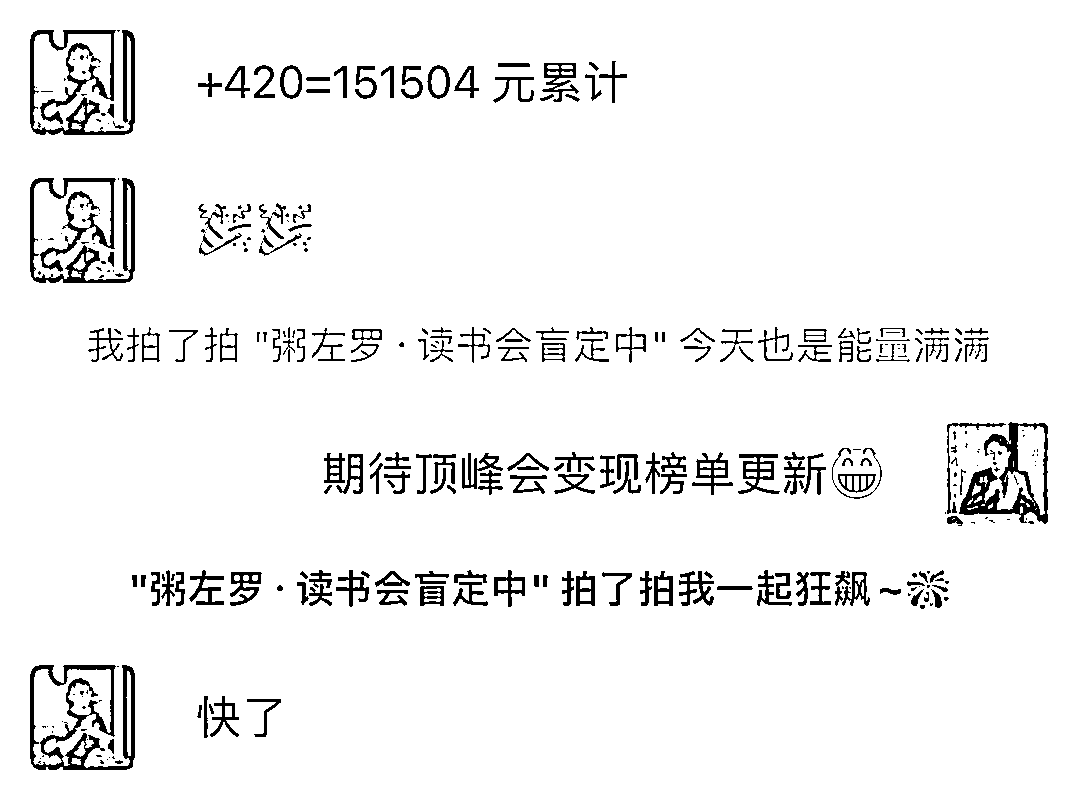 +420=151504 元累计
🎉🎉
我拍了拍 "粥左罗 · 读书会盲定中" 今天也是能量满满
期待顶峰会变现榜单更新😁
"粥左罗 · 读书会盲定中" 拍了拍我一起狂飙~🎆
快了